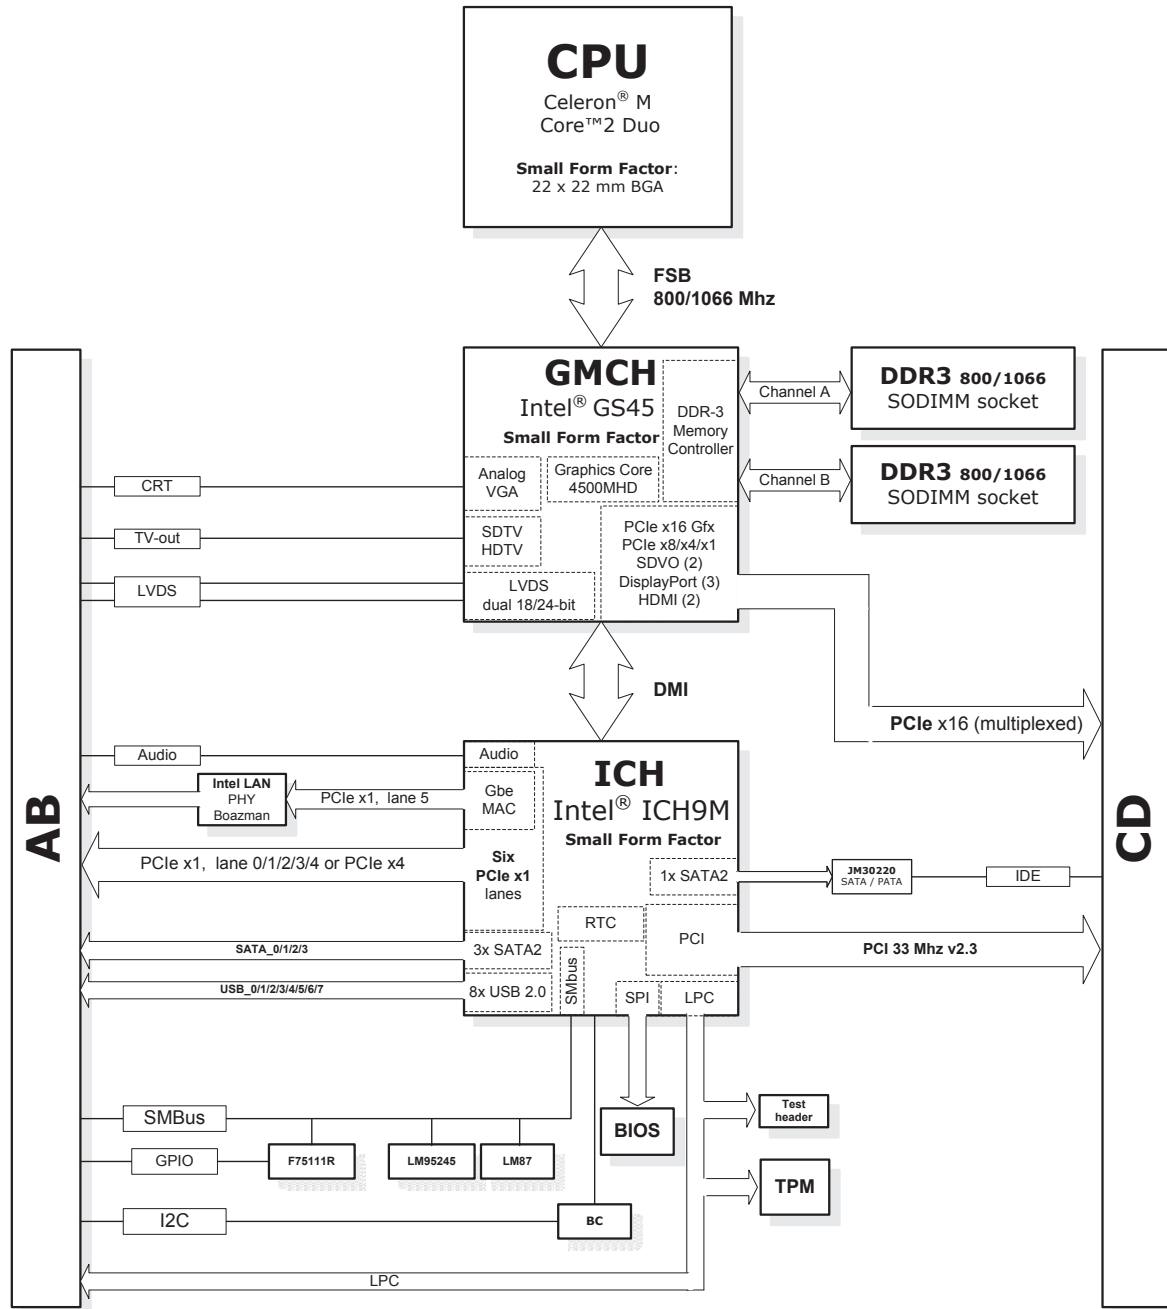 CPU
Celeron® M
Core™2 Duo
Small Form Factor:
22 x 22 mm BGA
FSB
800/1066 Mhz
GMCH
Intel® GS45
Small Form Factor
DDR-3
Memory
Controller
Analog
VGA
Graphics Core
4500MHD
SDTV
HDTV
LVDS
dual 18/24-bit
PCIe x16 Gfx
PCIe x8/x4/x1
SDVO (2)
DisplayPort (3)
HDMI (2)
Channel A
Channel B
DDR3 800/1066
SODIMM socket
DDR3 800/1066
SODIMM socket
CRT
TV-out
LVDS
DMI
PCIe x16 (multiplexed)
AB
CD
Audio
Intel LAN
PHY
Boazman
PCIe x1, lane 5
PCIe x1, lane 0/1/2/3/4 or PCIe x4
SATA_0/1/2/3
USB_0/1/2/3/4/5/6/7
Audio
ICH
Intel® ICH9M
Small Form Factor
Gbe
MAC
Six
PCIe x1
lanes
1x SATA2
RTC
PCI
3x SATA2
8x USB 2.0
SMbus
SPI
LPC
JM30220
SATA / PATA
IDE
PCI 33 Mhz v2.3
SMBus
GPIO
F75111R
LM95245
LM87
BIOS
Test
header
TPM
I2C
BC
LPC